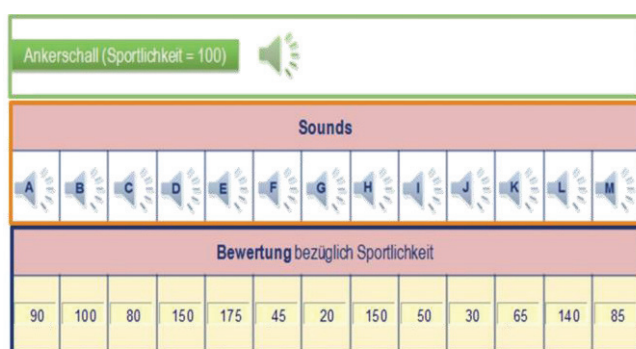 Ankerschall (Sportlichkeit = 100)
Sounds
A B C D E F G H I J K L M
Bewertung bezüglich Sportlichkeit
90 100 80 150 175 45 20 150 50 30 65 140 85